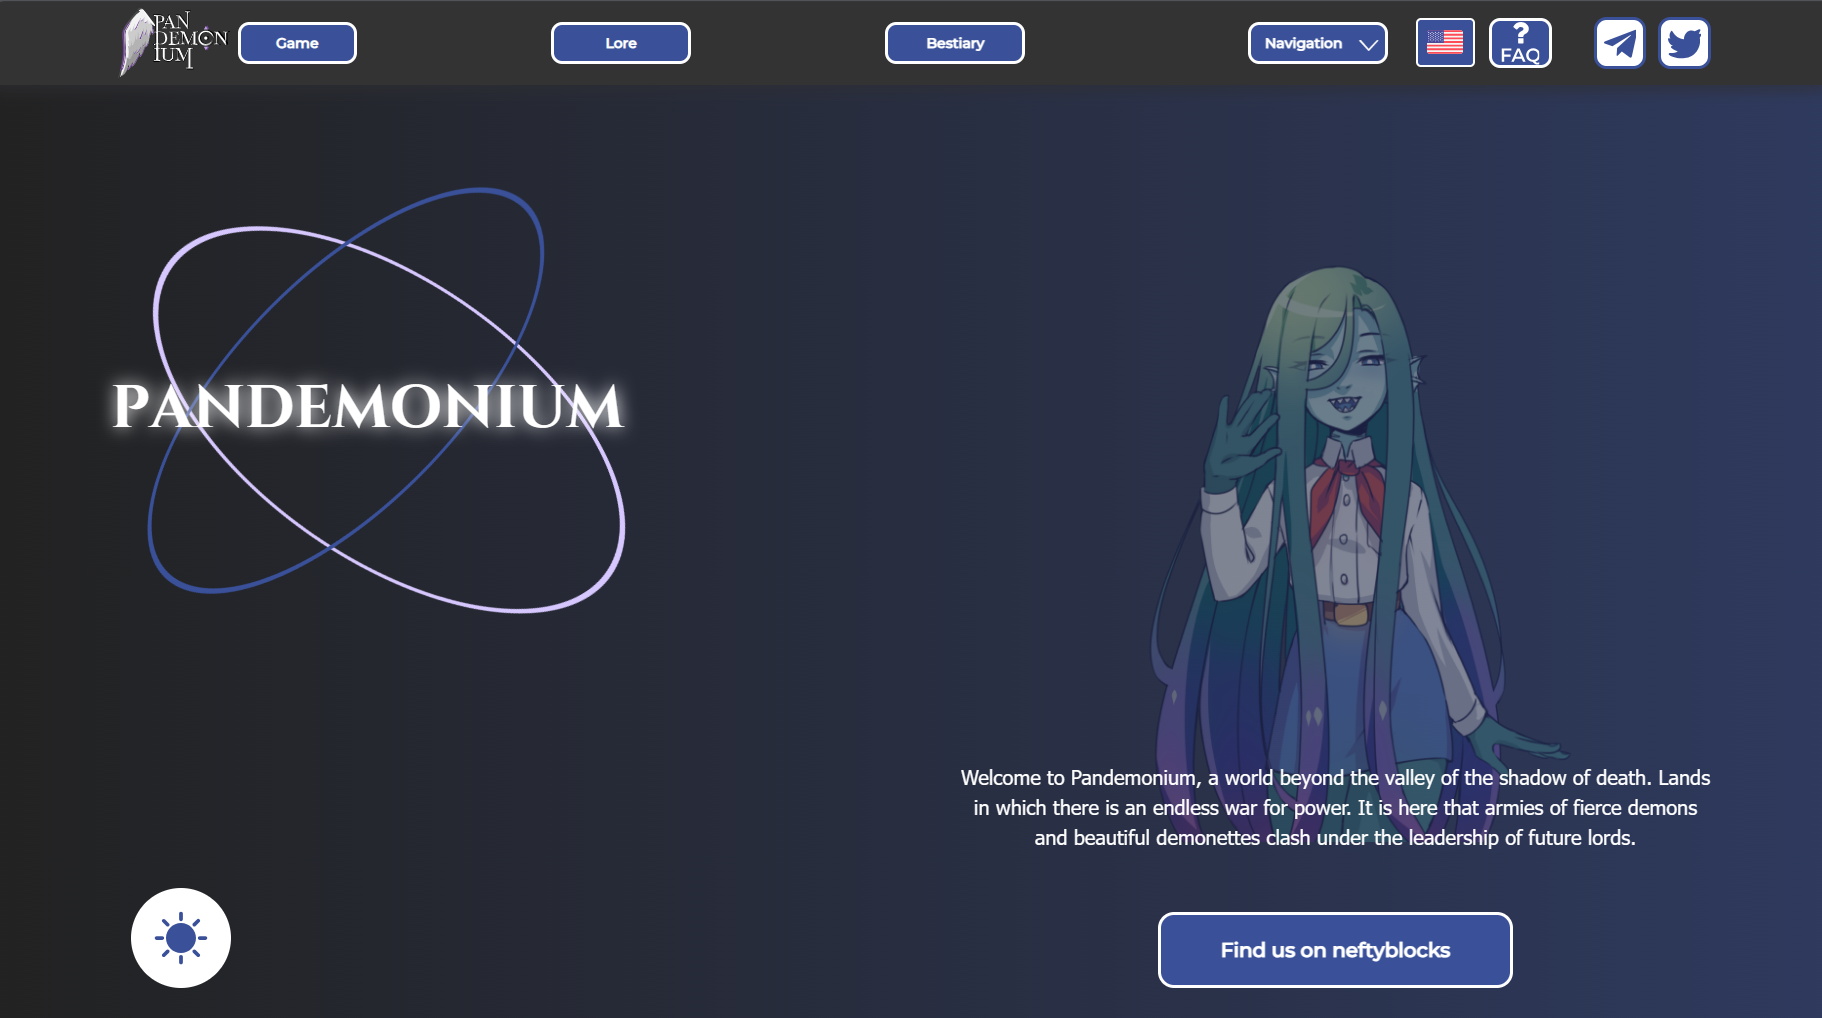 PAN
DEMON
IUM
Game
Lore
Bestiary
Navigation
?
FAQ
PANDEMONIUM
Welcome to Pandemonium, a world beyond the valley of the shadow of death. Lands
in which there is an endless war for power. It is here that armies of fierce demons
and beautiful demonettes clash under the leadership of future lords.
Find us on neftyblocks